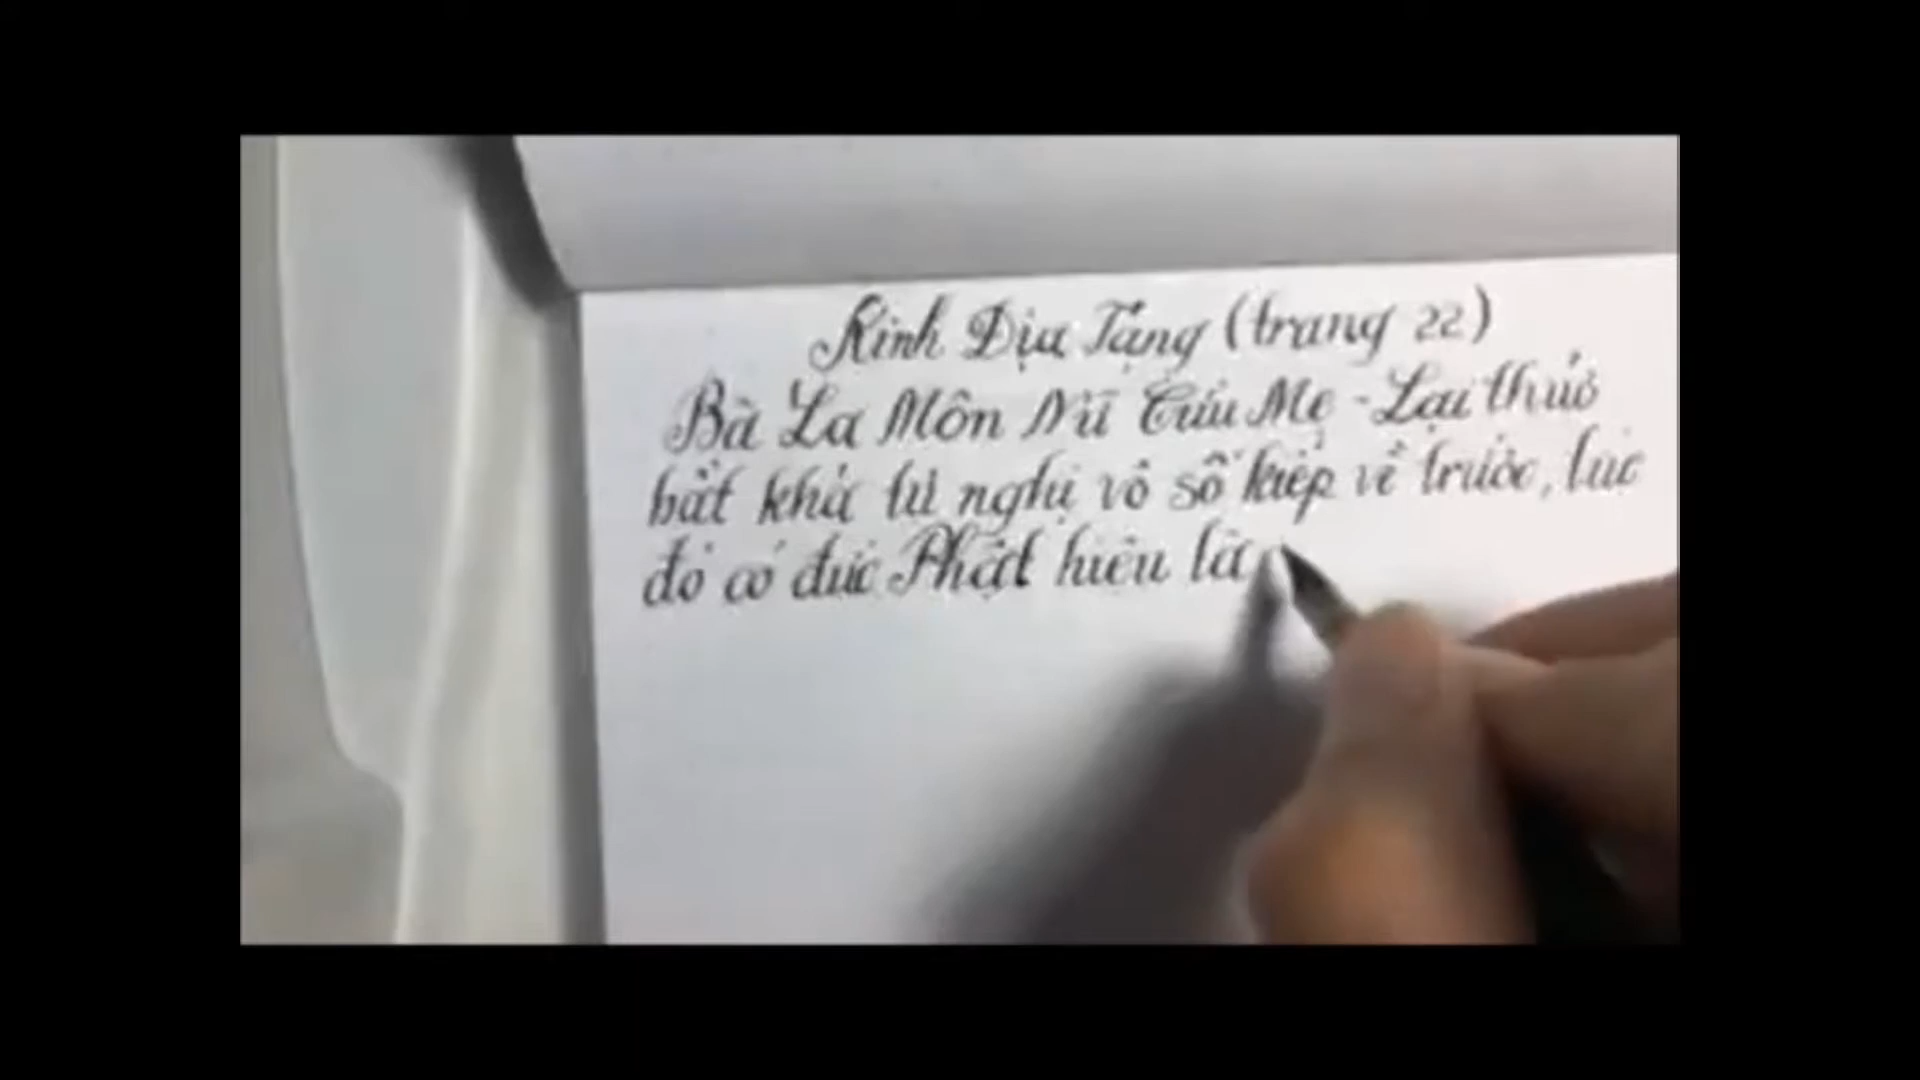 Kinh Địa Tạng (trang 22)
Bà La Môn Nữ Cứu Mẹ - Lại thuở
bất khả tư nghị vô số kiếp về trước, lúc
đó có đức Phật hiệu là